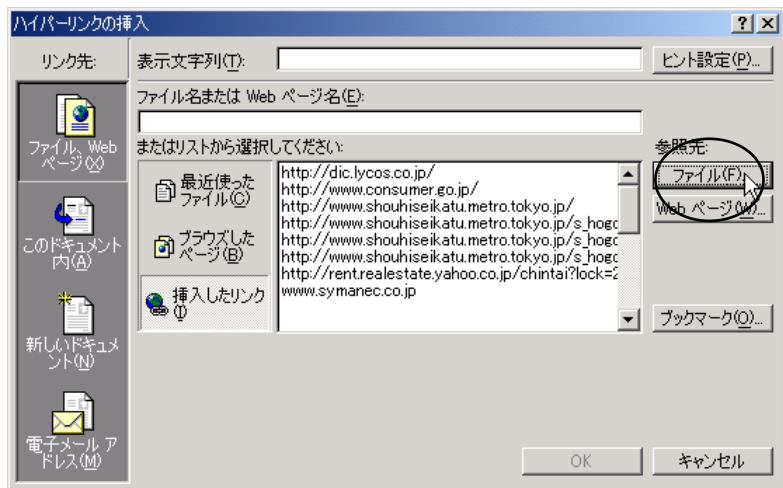 ハイパーリンクの挿入
リンク先:
表示文字列(T):
ヒント設定(P)...
ファイル名または Web ページ名(E):
ファイル、Web
ページ(X)
またはリストから選択してください:
参照先:
最近使った
ファイル(C)
http://dic.lycos.co.jp/
http://www.consumer.go.jp/
http://www.shouhiseikatu.metro.tokyo.jp/
http://www.shouhiseikatu.metro.tokyo.jp/s_hogo
http://www.shouhiseikatu.metro.tokyo.jp/s_hogo
http://www.shouhiseikatu.metro.tokyo.jp/s_hogo
http://rent.realestate.yahoo.co.jp/chintai?lock=2
www.symanec.co.jp
ファイル(F)...
Web ページ(W)...
このドキュメント
内(A)
ブラウズした
ページ(B)
挿入したリンク
(I)
ブックマーク(O)...
新しいドキュメ
ント(N)
電子メール ア
ドレス(M)
OK
キャンセル